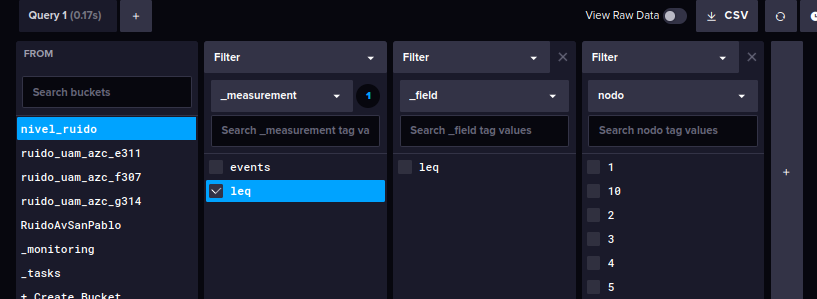 Query 1 (0.17s)
+
View Raw Data
CSV
FROM
Search buckets
nivel_ruido
ruido_uam_azc_e311
ruido_uam_azc_f307
ruido_uam_azc_g314
RuidoAvSanPablo
_monitoring
_tasks
+ Create Bucket
Filter
_measurement
1
Search _measurement tag va
events
leq
Filter
_field
Search _field tag values
leq
Filter
nodo
Search nodo tag values
1
10
2
3
4
5
+